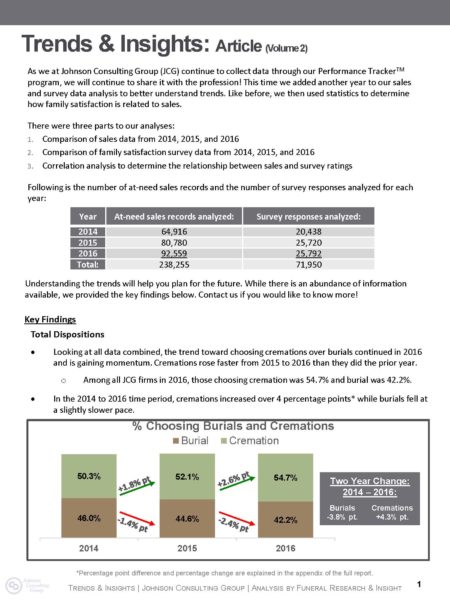 Trends & Insights: Article (Volume 2)
As we at Johnson Consulting Group (JCG) continue to collect data through our Performance Tracker™
program, we will continue to share it with the profession! This time we added another year to our sales
and survey data analysis to better understand trends. Like before, we then used statistics to determine
how family satisfaction is related to sales.
There were three parts to our analyses:
1. Comparison of sales data from 2014, 2015, and 2016
2. Comparison of family satisfaction survey data from 2014, 2015, and 2016
3. Correlation analysis to determine the relationship between sales and survey ratings
Following is the number of at-need sales records and the number of survey responses analyzed for each
year:
Year At-need sales records analyzed: Survey responses analyzed:
2014 64,916 20,438
2015 80,780 25,720
2016 92,559 25,792
Total: 238,255 71,950
Understanding the trends will help you plan for the future. While there is an abundance of information
available, we provided the key findings below. Contact us if you would like to know more!
Key Findings
Total Dispositions
• Looking at all data combined, the trend toward choosing cremations over burials continued in 2016
and is gaining momentum. Cremations rose faster from 2015 to 2016 than they did the prior year.
o Among all JCG firms in 2016, those choosing cremation was 54.7% and burial was 42.2%.
• In the 2014 to 2016 time period, cremations increased over 4 percentage points* while burials fell at
a slightly slower pace.
% Choosing Burials and Cremations
Burial Cremation
50.3% +1.8% pt 52.1% +2.6% pt 54.7%
46.0% -1.4% pt 44.6% -2.4% pt 42.2%
2014 2015 2016
Two Year Change:
2014 – 2016:
Burials Cremations
-3.8% pt. +4.3% pt.
*Percentage point difference and percentage change are explained in the appendix of the full report.
Johnson
Consulting
Group
TRENDS & INSIGHTS | JOHNSON CONSULTING GROUP | ANALYSIS BY FUNERAL RESEARCH & INSIGHT 1